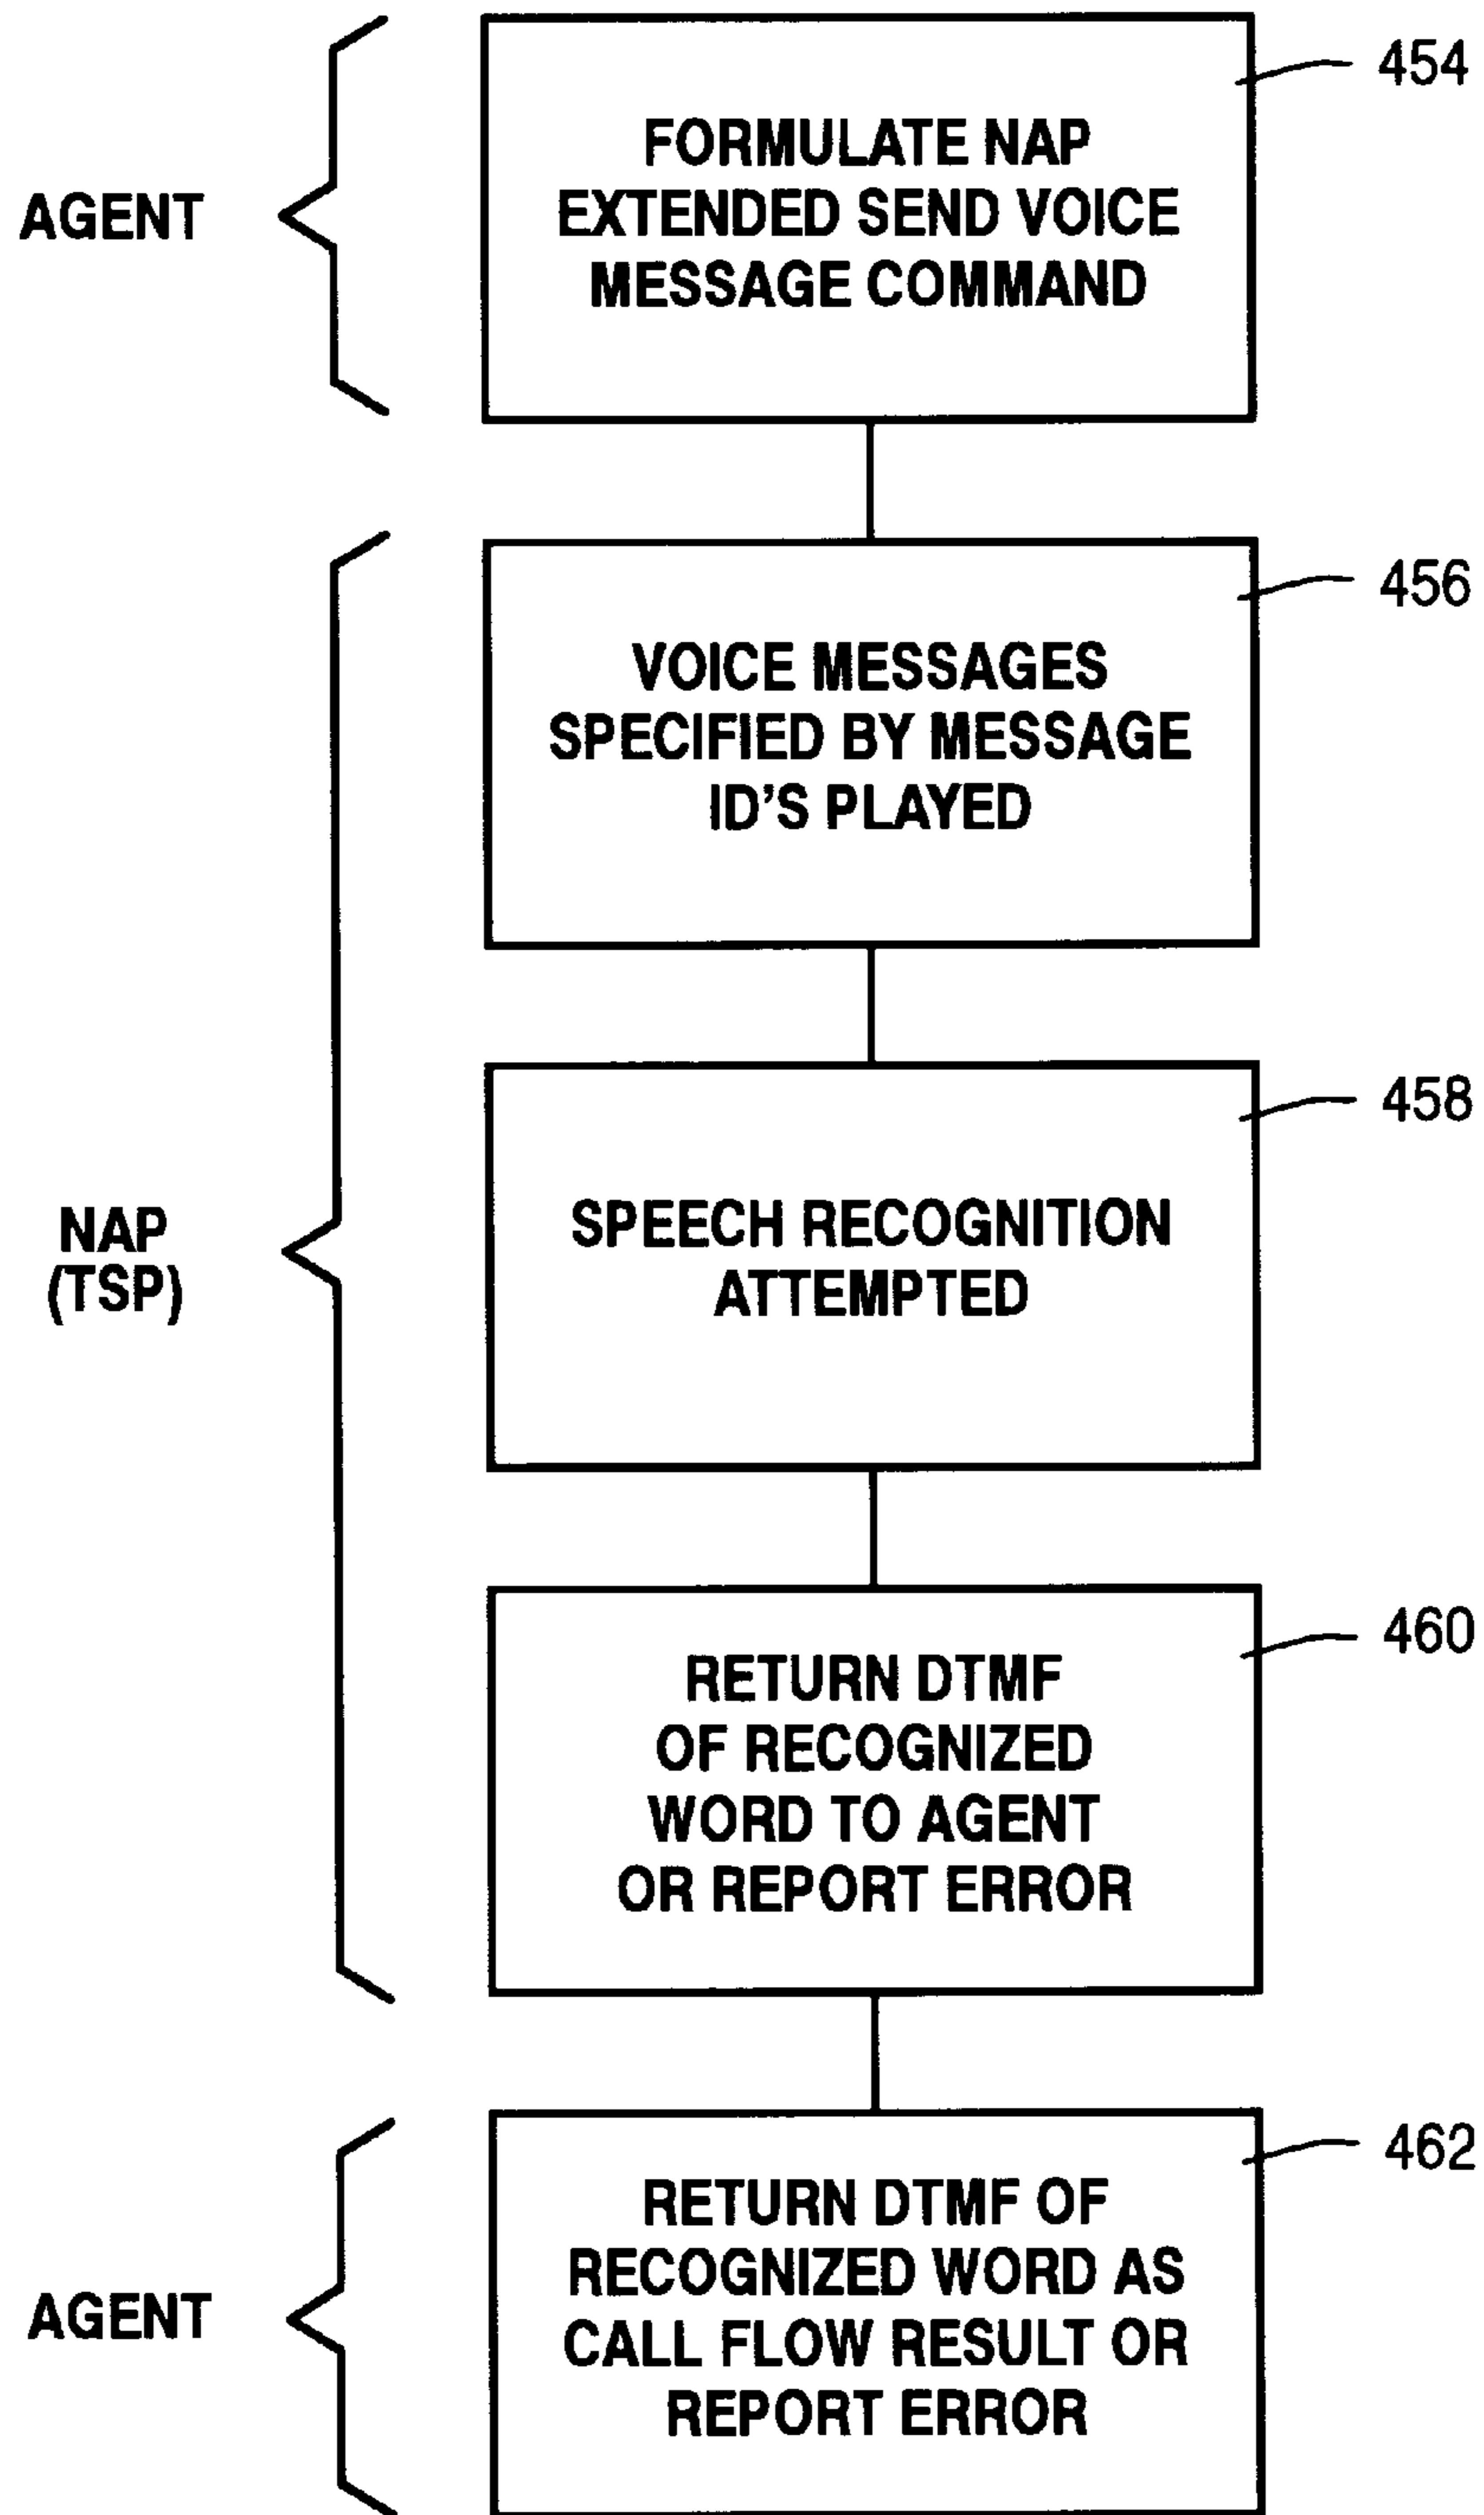 454
FORMULATE NAP
EXTENDED SEND VOICE
MESSAGE COMMAND
AGENT
456
VOICE MESSAGES
SPECIFIED BY MESSAGE
ID'S PLAYED
458
SPEECH RECOGNITION
ATTEMPTED
NAP
(TSP)
460
RETURN DTMF
OF RECOGNIZED
WORD TO AGENT
OR REPORT ERROR
462
RETURN DTMF OF
RECOGNIZED WORD AS
CALL FLOW RESULT OR
REPORT ERROR
AGENT